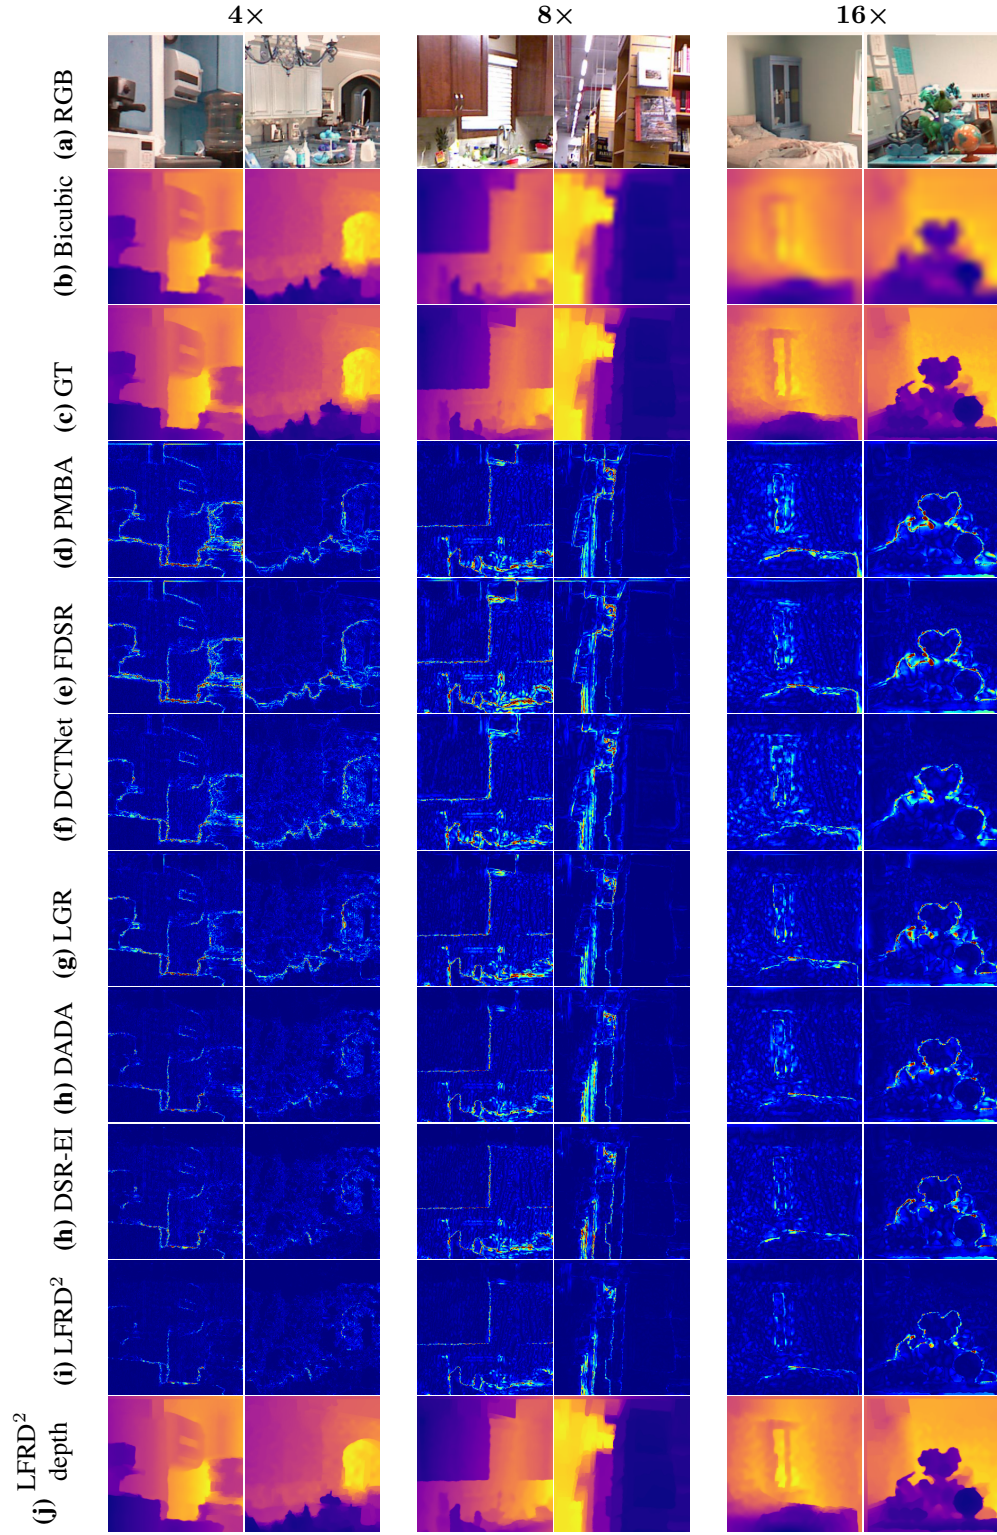 4× 8× 16×
(a) RGB
MUSIC
(b) Bicubic
(c) GT
(d) PMBA
(e) FDSR
(f) DCTNet
(g) LGR
(h) DADA
(h) DSR-EI
(i) LFRD²
(j) LFRD²
depth